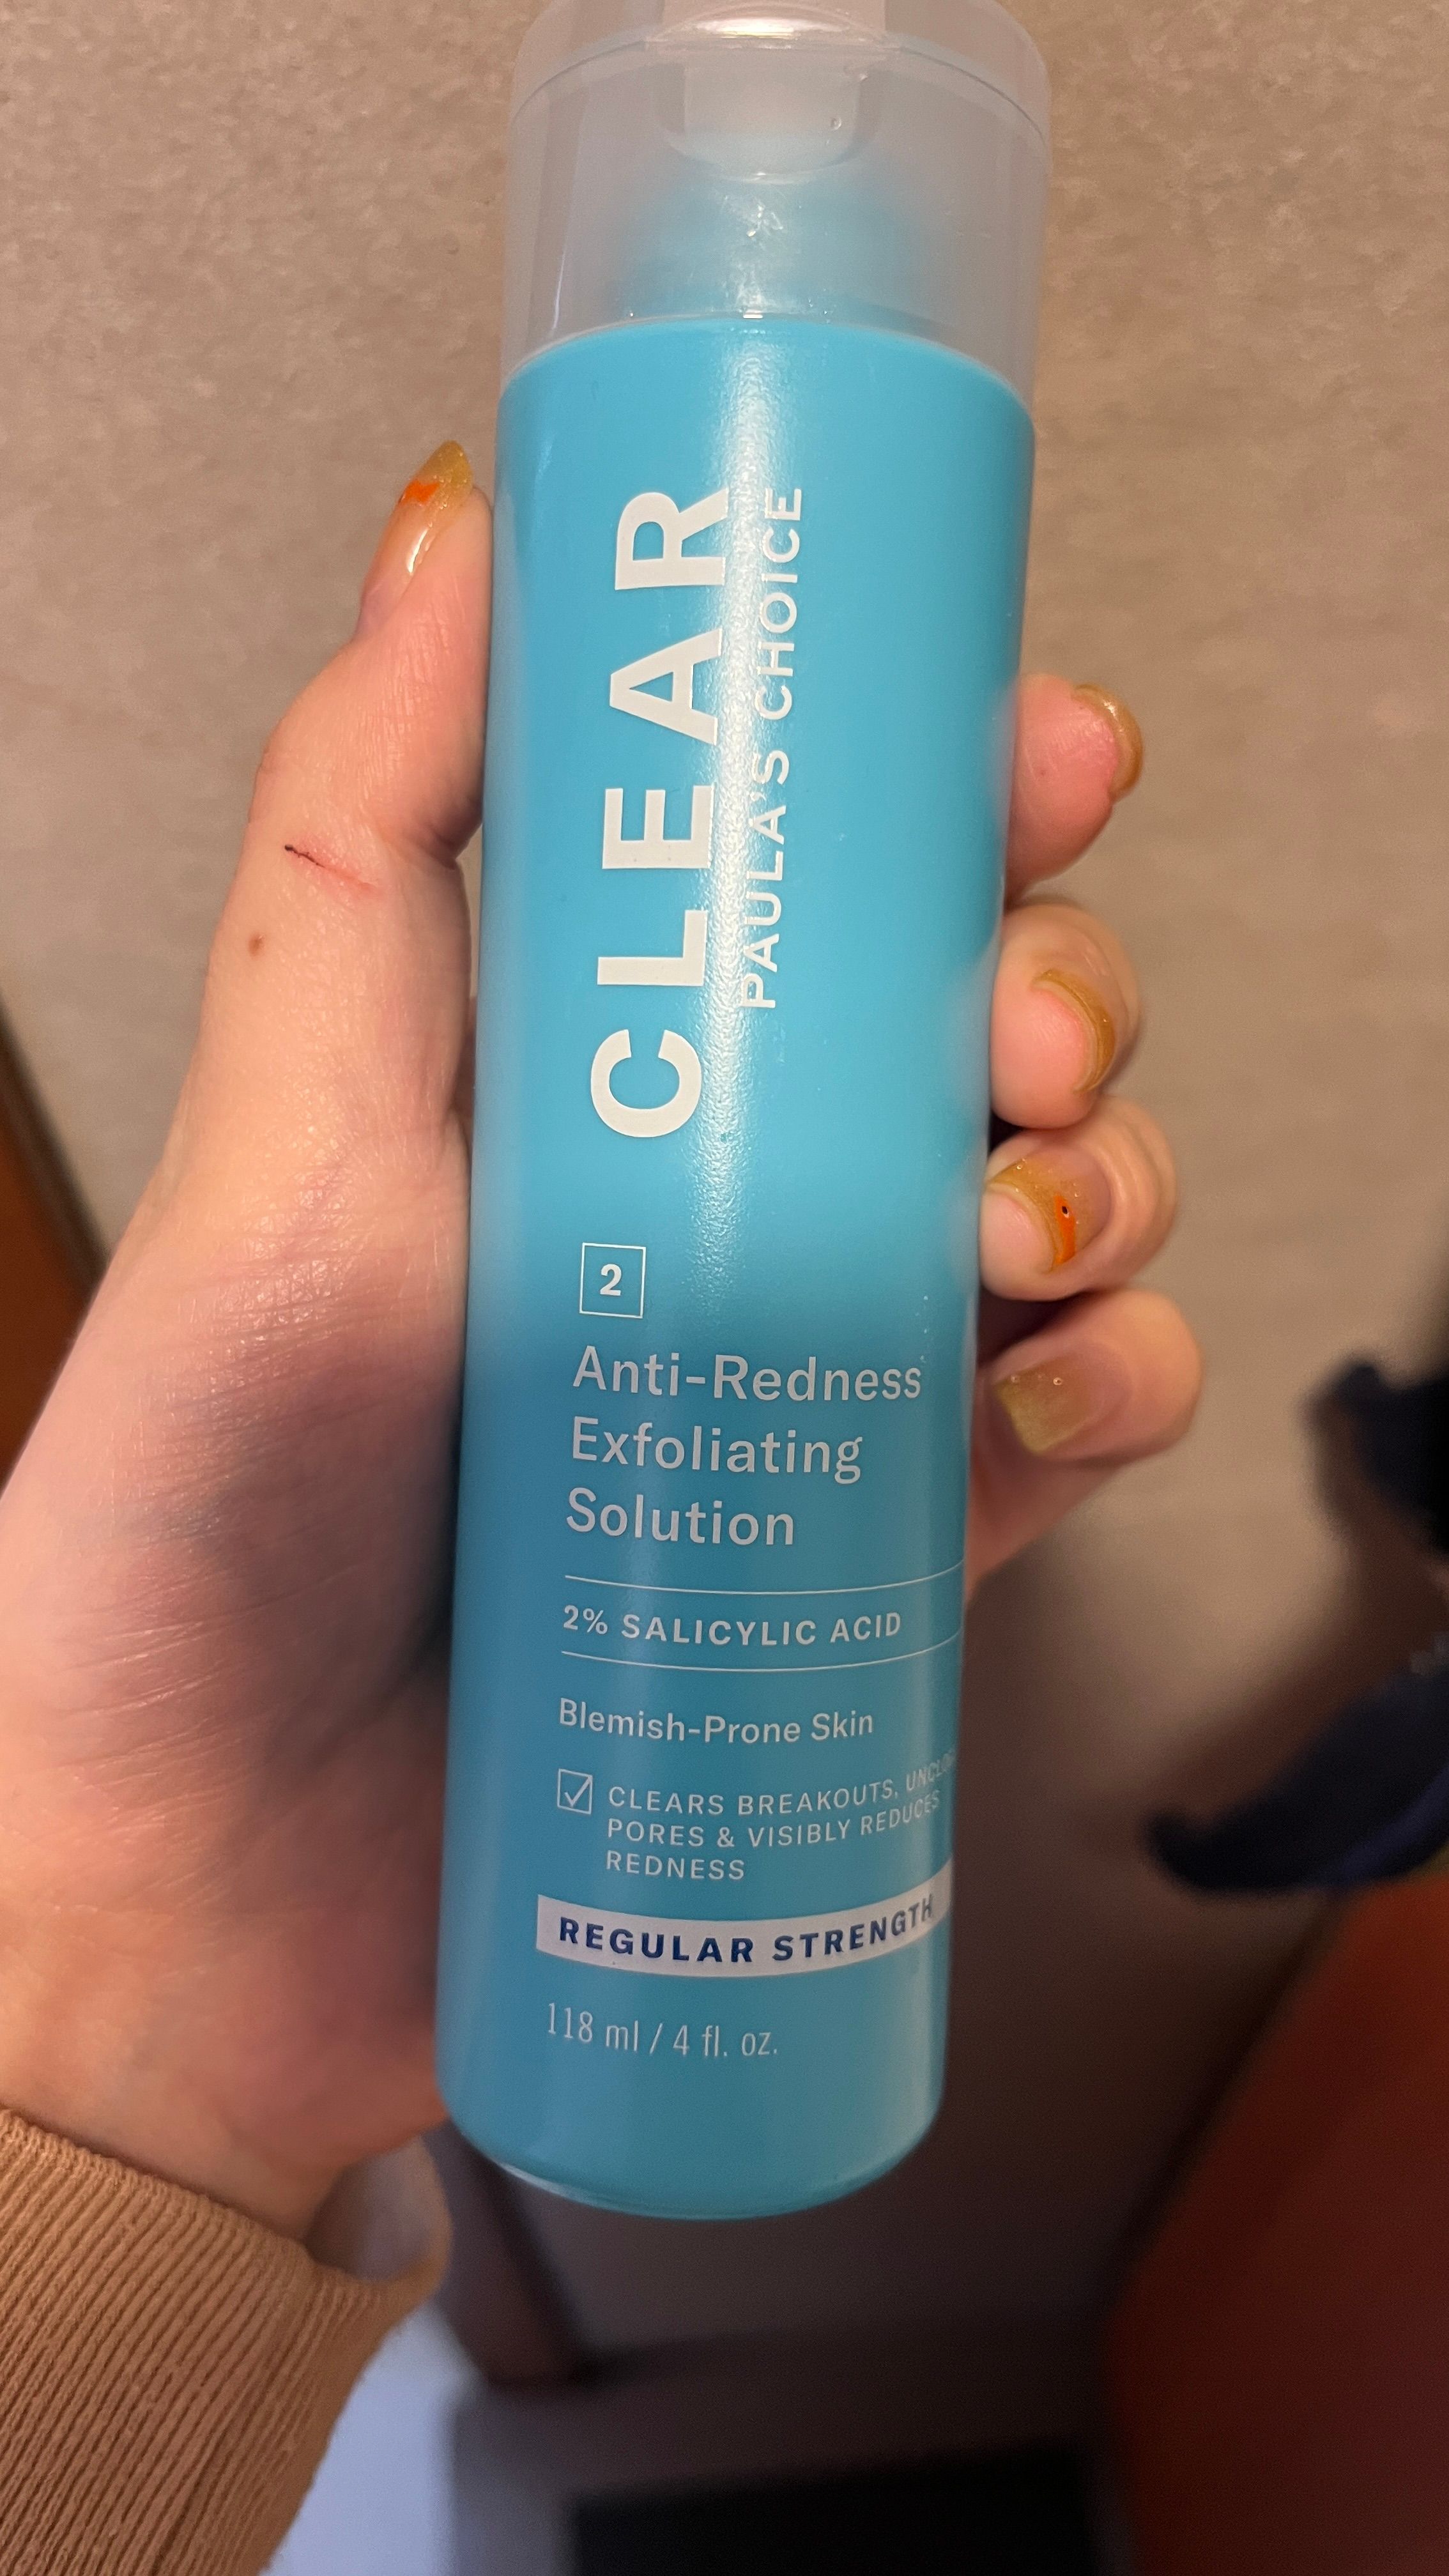 CLEAR
PAULA'S CHOICE
2
Anti-Redness
Exfoliating
Solution
2% SALICYLIC ACID
Blemish-Prone Skin
CLEARS BREAKOUTS,
PORES & VISIBLY REDUCES
REDNESS
REGULAR STRENGTH
118 ml / 4 fl. oz.